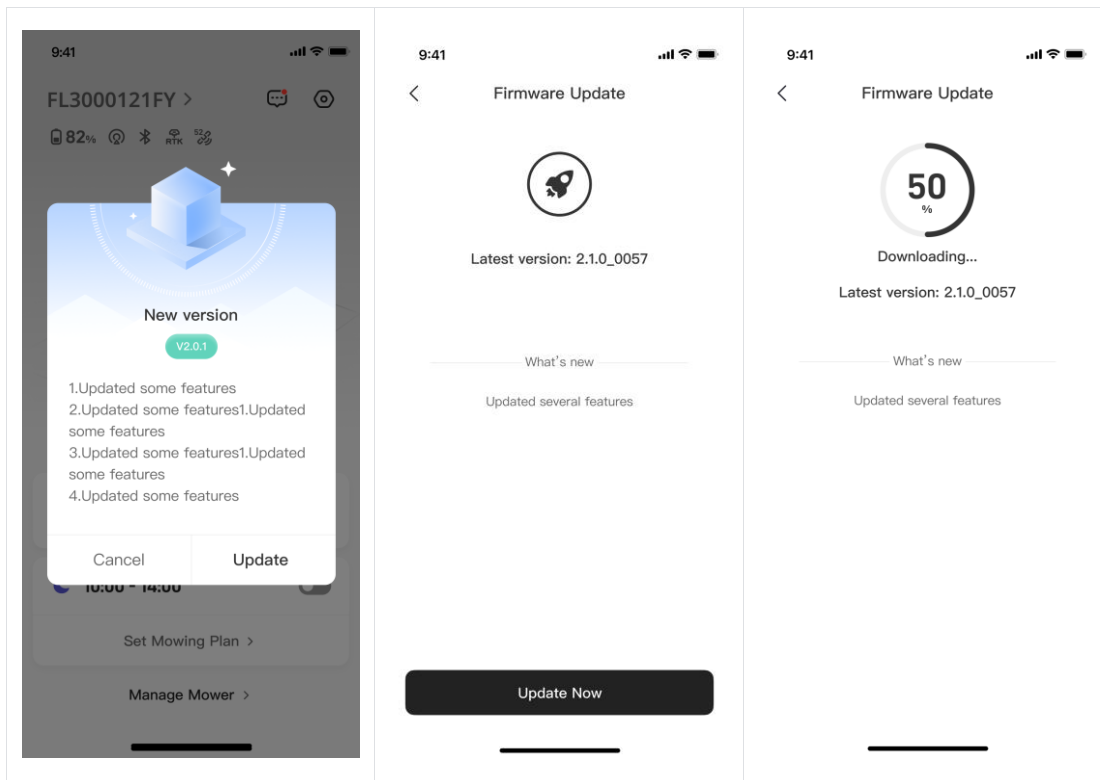 9:41
FL3000121FY >
82%
RTK
52
New version
V2.0.1
1.Updated some features
2.Updated some features1.Updated
some features
3.Updated some features1.Updated
some features
4.Updated some features
Cancel
Update
10:00 - 14:00
Set Mowing Plan >
Manage Mower >
9:41
Firmware Update
Latest version: 2.1.0_0057
What's new
Updated several features
Update Now
9:41
Firmware Update
50
%
Downloading...
Latest version: 2.1.0_0057
What's new
Updated several features